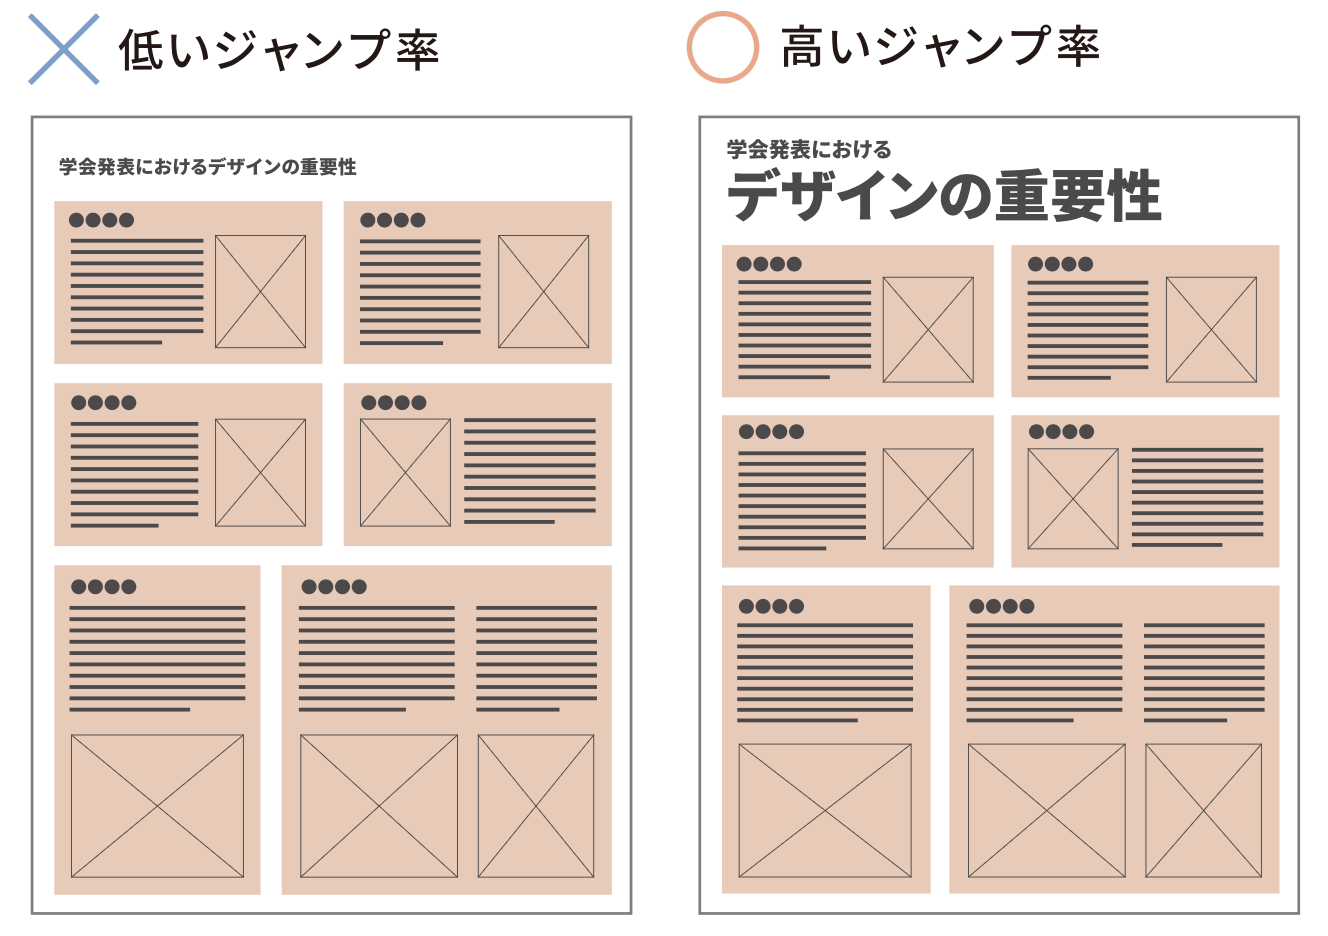 低いジャンプ率
学会発表におけるデザインの重要性
高いジャンプ率
学会発表における
デザインの重要性